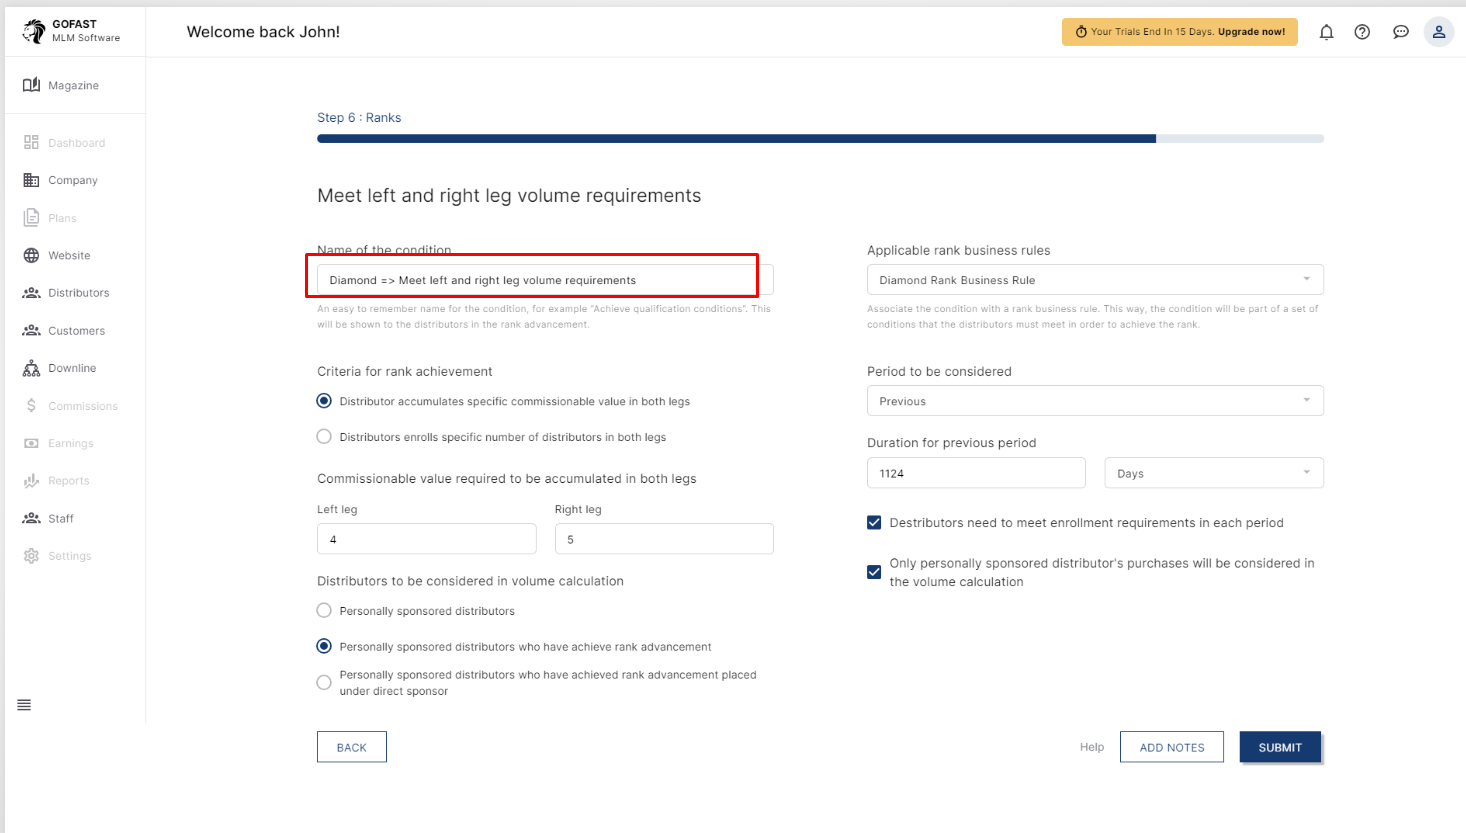 GOFAST
MLM Software
Welcome back John!
Your Trials End In 15 Days. Upgrade now!
Magazine
Dashboard
Company
Plans
Website
Distributors
Customers
Downline
Commissions
Earnings
Reports
Staff
Settings
Step 6 : Ranks
Meet left and right leg volume requirements
Name of the condition
Diamond => Meet left and right leg volume requirements
An easy to remember name for the condition, for example “Achieve qualification conditions”. This
will be shown to the distributors in the rank advancement.
Criteria for rank achievement
Distributor accumulates specific commissionable value in both legs
Distributors enrolls specific number of distributors in both legs
Commissionable value required to be accumulated in both legs
Left leg
Right leg
4
5
Distributors to be considered in volume calculation
Personally sponsored distributors
Personally sponsored distributors who have achieve rank advancement
Personally sponsored distributors who have achieved rank advancement placed
under direct sponsor
Applicable rank business rules
Diamond Rank Business Rule
Associate the condition with a rank business rule. This way, the condition will be part of a set of
conditions that the distributors must meet in order to achieve the rank.
Period to be considered
Previous
Duration for previous period
1124
Days
Destributors need to meet enrollment requirements in each period
Only personally sponsored distributor's purchases will be considered in
the volume calculation
BACK
Help
ADD NOTES
SUBMIT